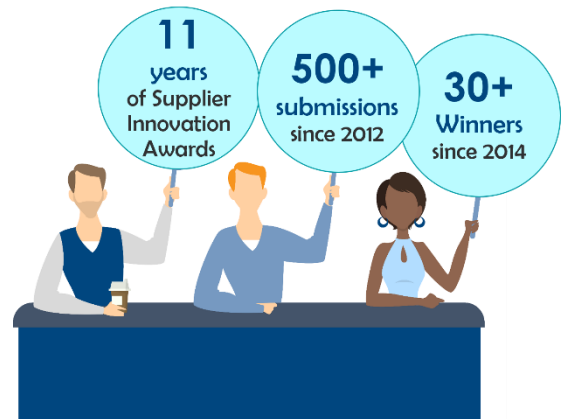 11
years
of Supplier
Innovation
Awards
500+
submissions
since 2012
30+
Winners
since 2014